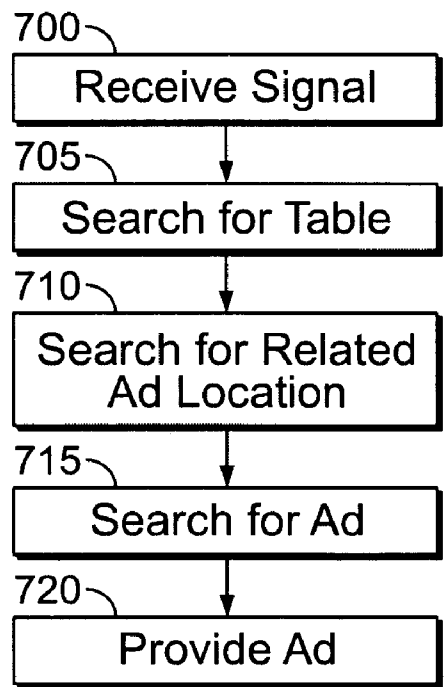 700
Receive Signal
705
Search for Table
710
Search for Related
Ad Location
715
Search for Ad
720
Provide Ad